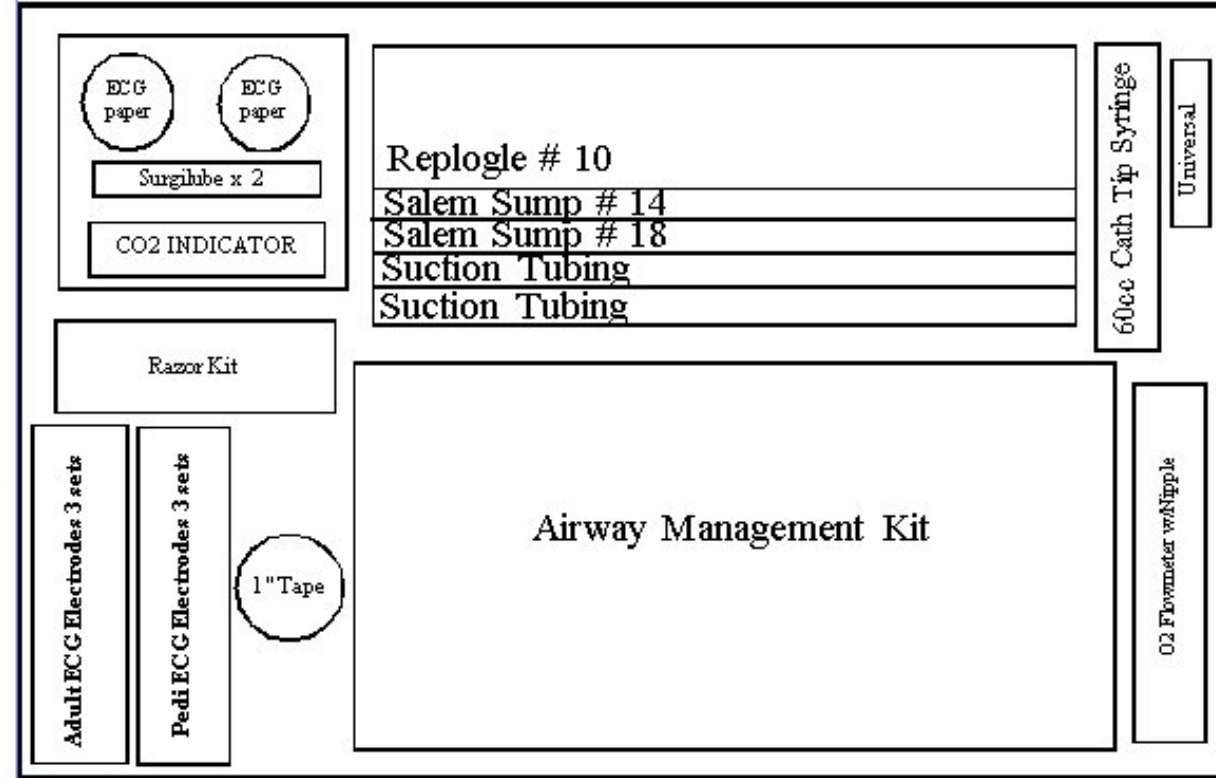 ECG
paper
ECG
paper
Surgilube x 2
CO2 INDICATOR
Replogle # 10
Salem Sump # 14
Salem Sump # 18
Suction Tubing
Suction Tubing
60cc Cath Tip Syringe
Universal
Razor Kit
Adult ECG Electrodes 3 sets
Pedi ECG Electrodes 3 sets
1" Tape
Airway Management Kit
02 Flowmeter w/Nipple